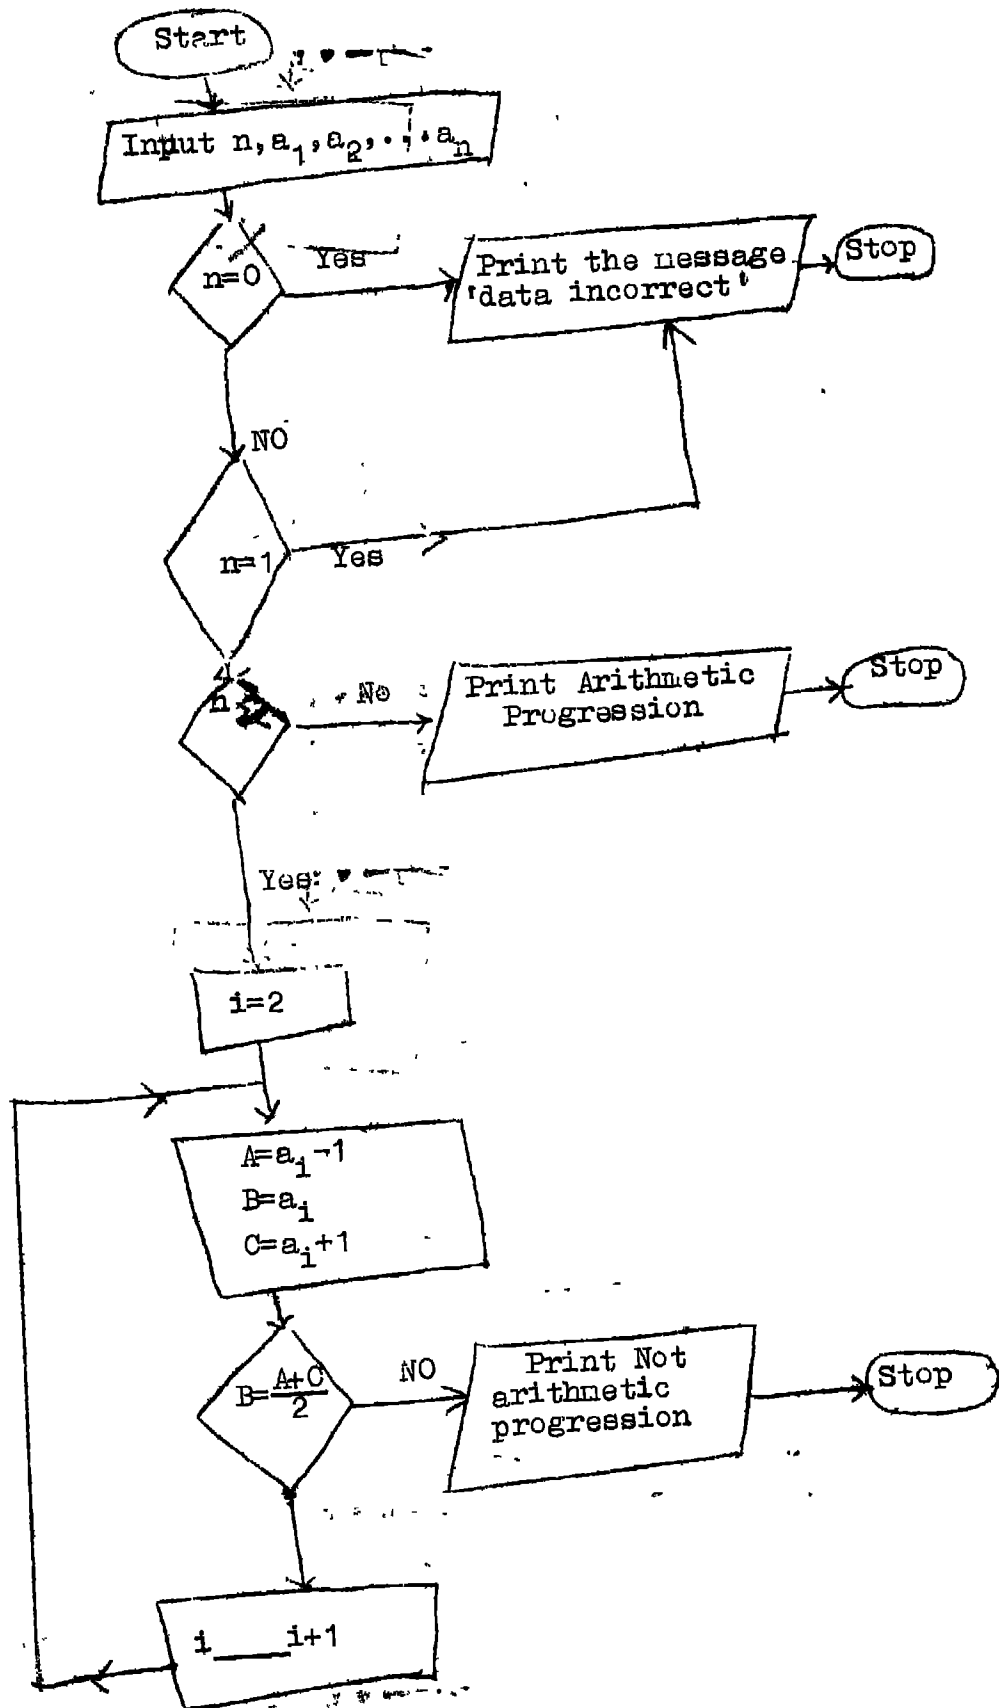 Start
Input n, a1, a2, . , . an
n=0
Yes
Print the message
'data incorrect'
Stop
NO
n=1
Yes
n
No
Print Arithmetic
Progression
Stop
Yes
i=2
A=ai-1
B=ai
C=ai+1
B=A+C/2
NO
Print Not
arithmetic
progression
Stop
i____i+1